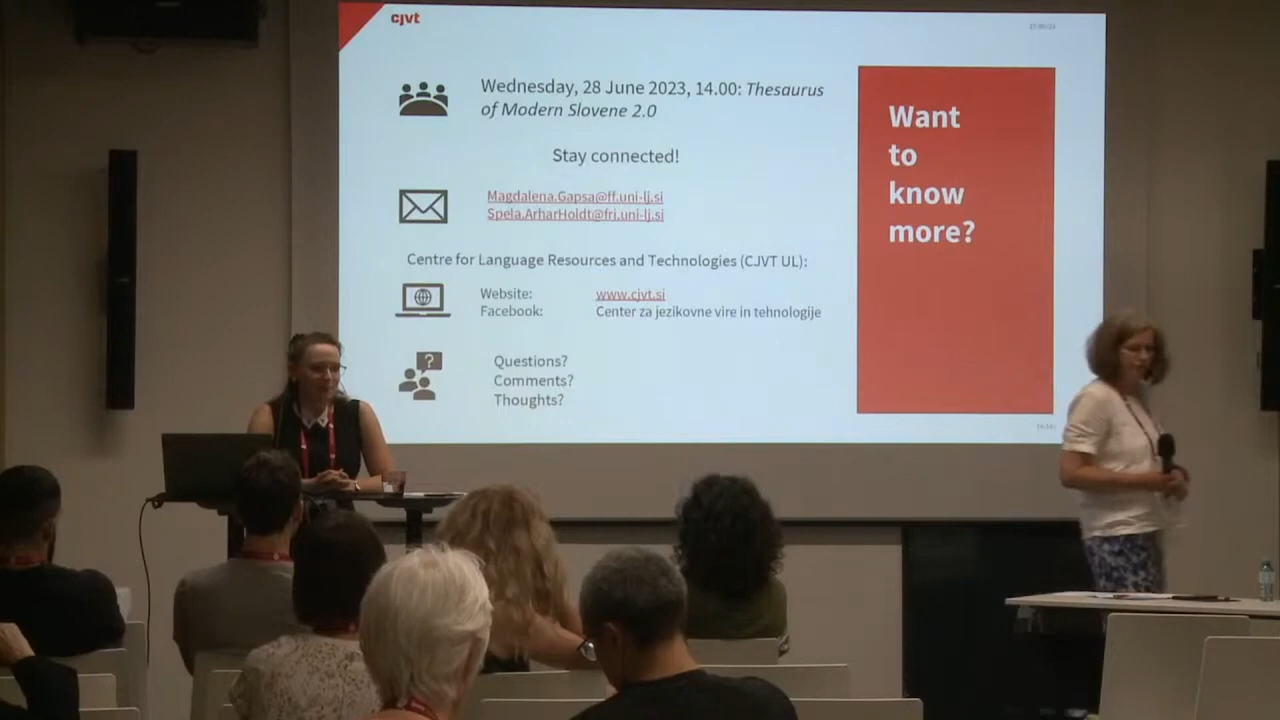 cjvt
Wednesday, 28 June 2023, 14.00: Thesaurus
of Modern Slovene 2.0
Stay connected!
Magdalena.Gapsa@ff.uni-lj.si
Spela.ArharHoldt@fri.uni-lj.si
Centre for Language Resources and Technologies (CJVT UL):
Website: www.cjvt.si
Facebook: Center za jezikovne vire in tehnologije
?
Questions?
Comments?
Thoughts?
Want
to
know
more?